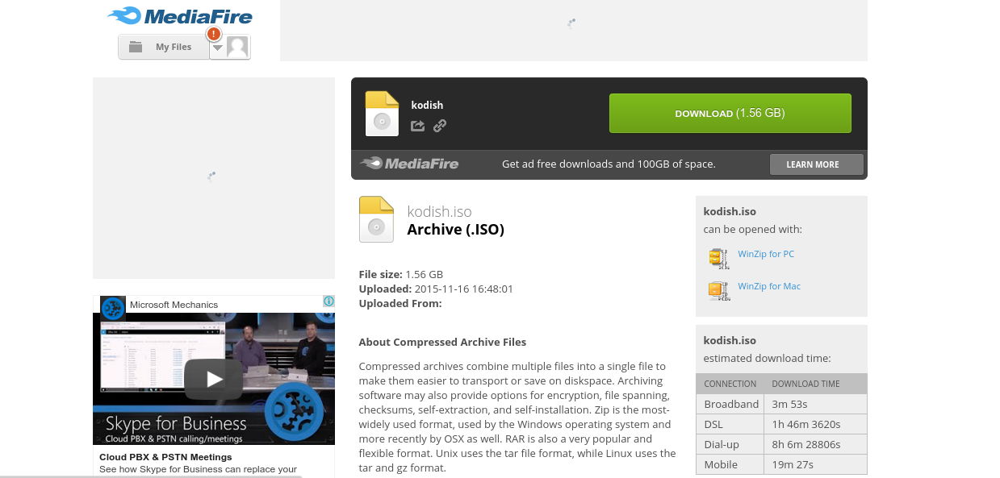 MediaFire
!
My Files
kodish
DOWNLOAD (1.56 GB)
MediaFire
Get ad free downloads and 100GB of space.
LEARN MORE
kodish.iso
Archive (.ISO)
File size: 1.56 GB
Uploaded: 2015-11-16 16:48:01
Uploaded From:
About Compressed Archive Files
Compressed archives combine multiple files into a single file to
make them easier to transport or save on diskspace. Archiving
software may also provide options for encryption, file spanning,
checksums, self-extraction, and self-installation. Zip is the most-
widely used format, used by the Windows operating system and
more recently by OSX as well. RAR is also a very popular and
flexible format. Unix uses the tar file format, while Linux uses the
tar and gz format.
kodish.iso
can be opened with:
WinZip for PC
WinZip for Mac
kodish.iso
estimated download time:
CONNECTION DOWNLOAD TIME
Broadband 3m 53s
DSL 1h 46m 3620s
Dial-up 8h 6m 28806s
Mobile 19m 27s
Microsoft Mechanics
Skype for Business
Cloud PBX & PSTN calling/meetings
Cloud PBX & PSTN Meetings
See how Skype for Business can replace your